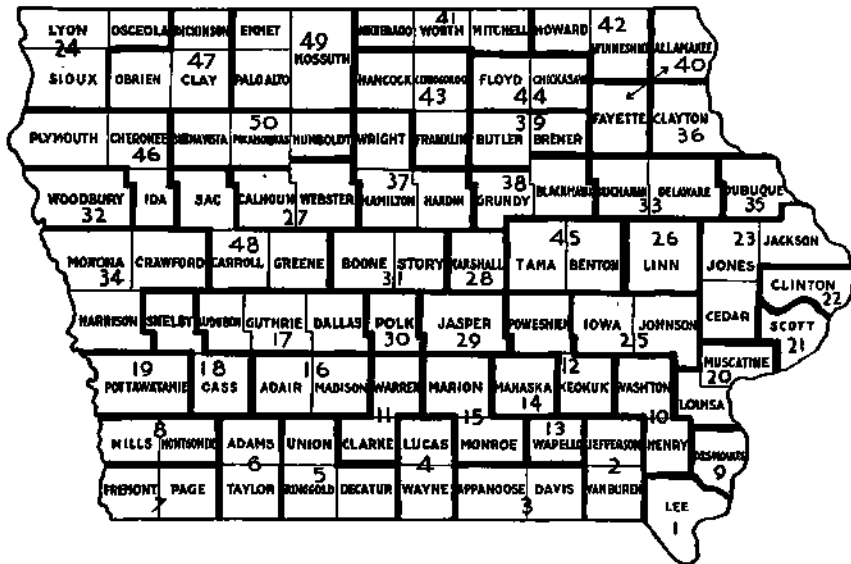 LYON OSCEOLA DICKINSON EMMET 49 KOSSUTH WINNEBAGO 41 WORTH MITCHELL HOWARD 42 WINNESHIEK ALLAMAKEE
24 47 40
SIOUX OBRIEN CLAY PALO ALTO HANCOCK CERROGORDO FLOYD CHICKASAW
43 44
PLYMOUTH CHEROKEE BUENAVISTA 50 POCAHONTAS HUMBOLDT WRIGHT FRANKLIN BUTLER 39 BREMER FAYETTE CLAYTON
46 36
WOODBURY IDA SAC CALHOUN WEBSTER 37 HAMILTON HARDIN 38 GRUNDY BLACKHAWK BUCHANAN DELAWARE DUBUQUE
32 27 33 35
MONONA CRAWFORD 48 CARROLL GREENE BOONE STORY MARSHALL 45 TAMA BENTON 26 LINN 23 JONES JACKSON
34 31 28
CLINTON
22
HARRISON SHELBY AUDUBON GUTHRIE DALLAS POLK JASPER POWESHIEK IOWA JOHNSON CEDAR SCOTT
17 30 29 25 21
19 POTTAWATAMIE 18 CASS ADAIR 16 MADISON WARREN MARION MAHASKA 12 KEOKUK WASHTON MUSCATINE
14 20
LOUISA
11 15 10
MILLS 8 MONTGOMERY ADAMS UNION CLARKE LUCAS MONROE 13 WAPELLO JEFFERSON HENRY DESMOINES
6 5 4 2 9
FREMONT PAGE TAYLOR RINGGOLD DECATUR WAYNE APPANOOSE DAVIS VAN BUREN
7 3
LEE
1